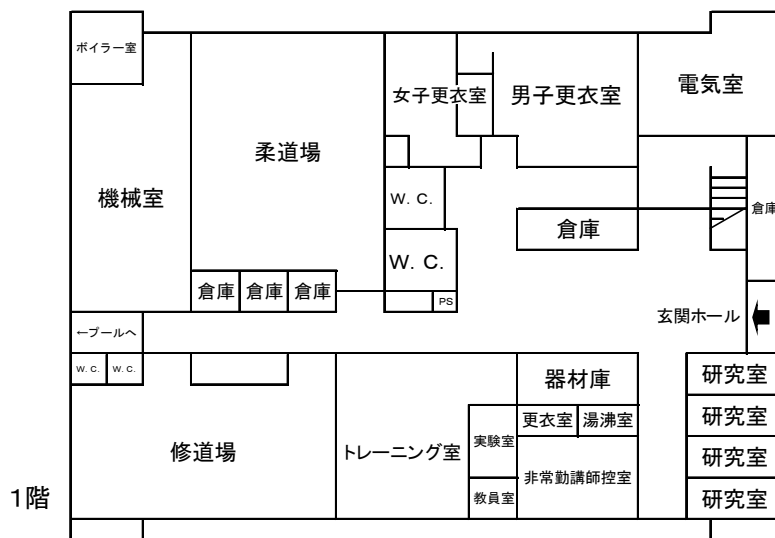 ボイラー室
女子更衣室
男子更衣室
電気室
柔道場
機械室
W. C.
倉庫
倉庫
W. C.
倉庫
倉庫
倉庫
PS
玄関ホール
←プールへ
W. C.
W. C.
器材庫
研究室
更衣室
湯沸室
研究室
実験室
修道場
トレーニング室
研究室
非常勤講師控室
教員室
研究室
1階